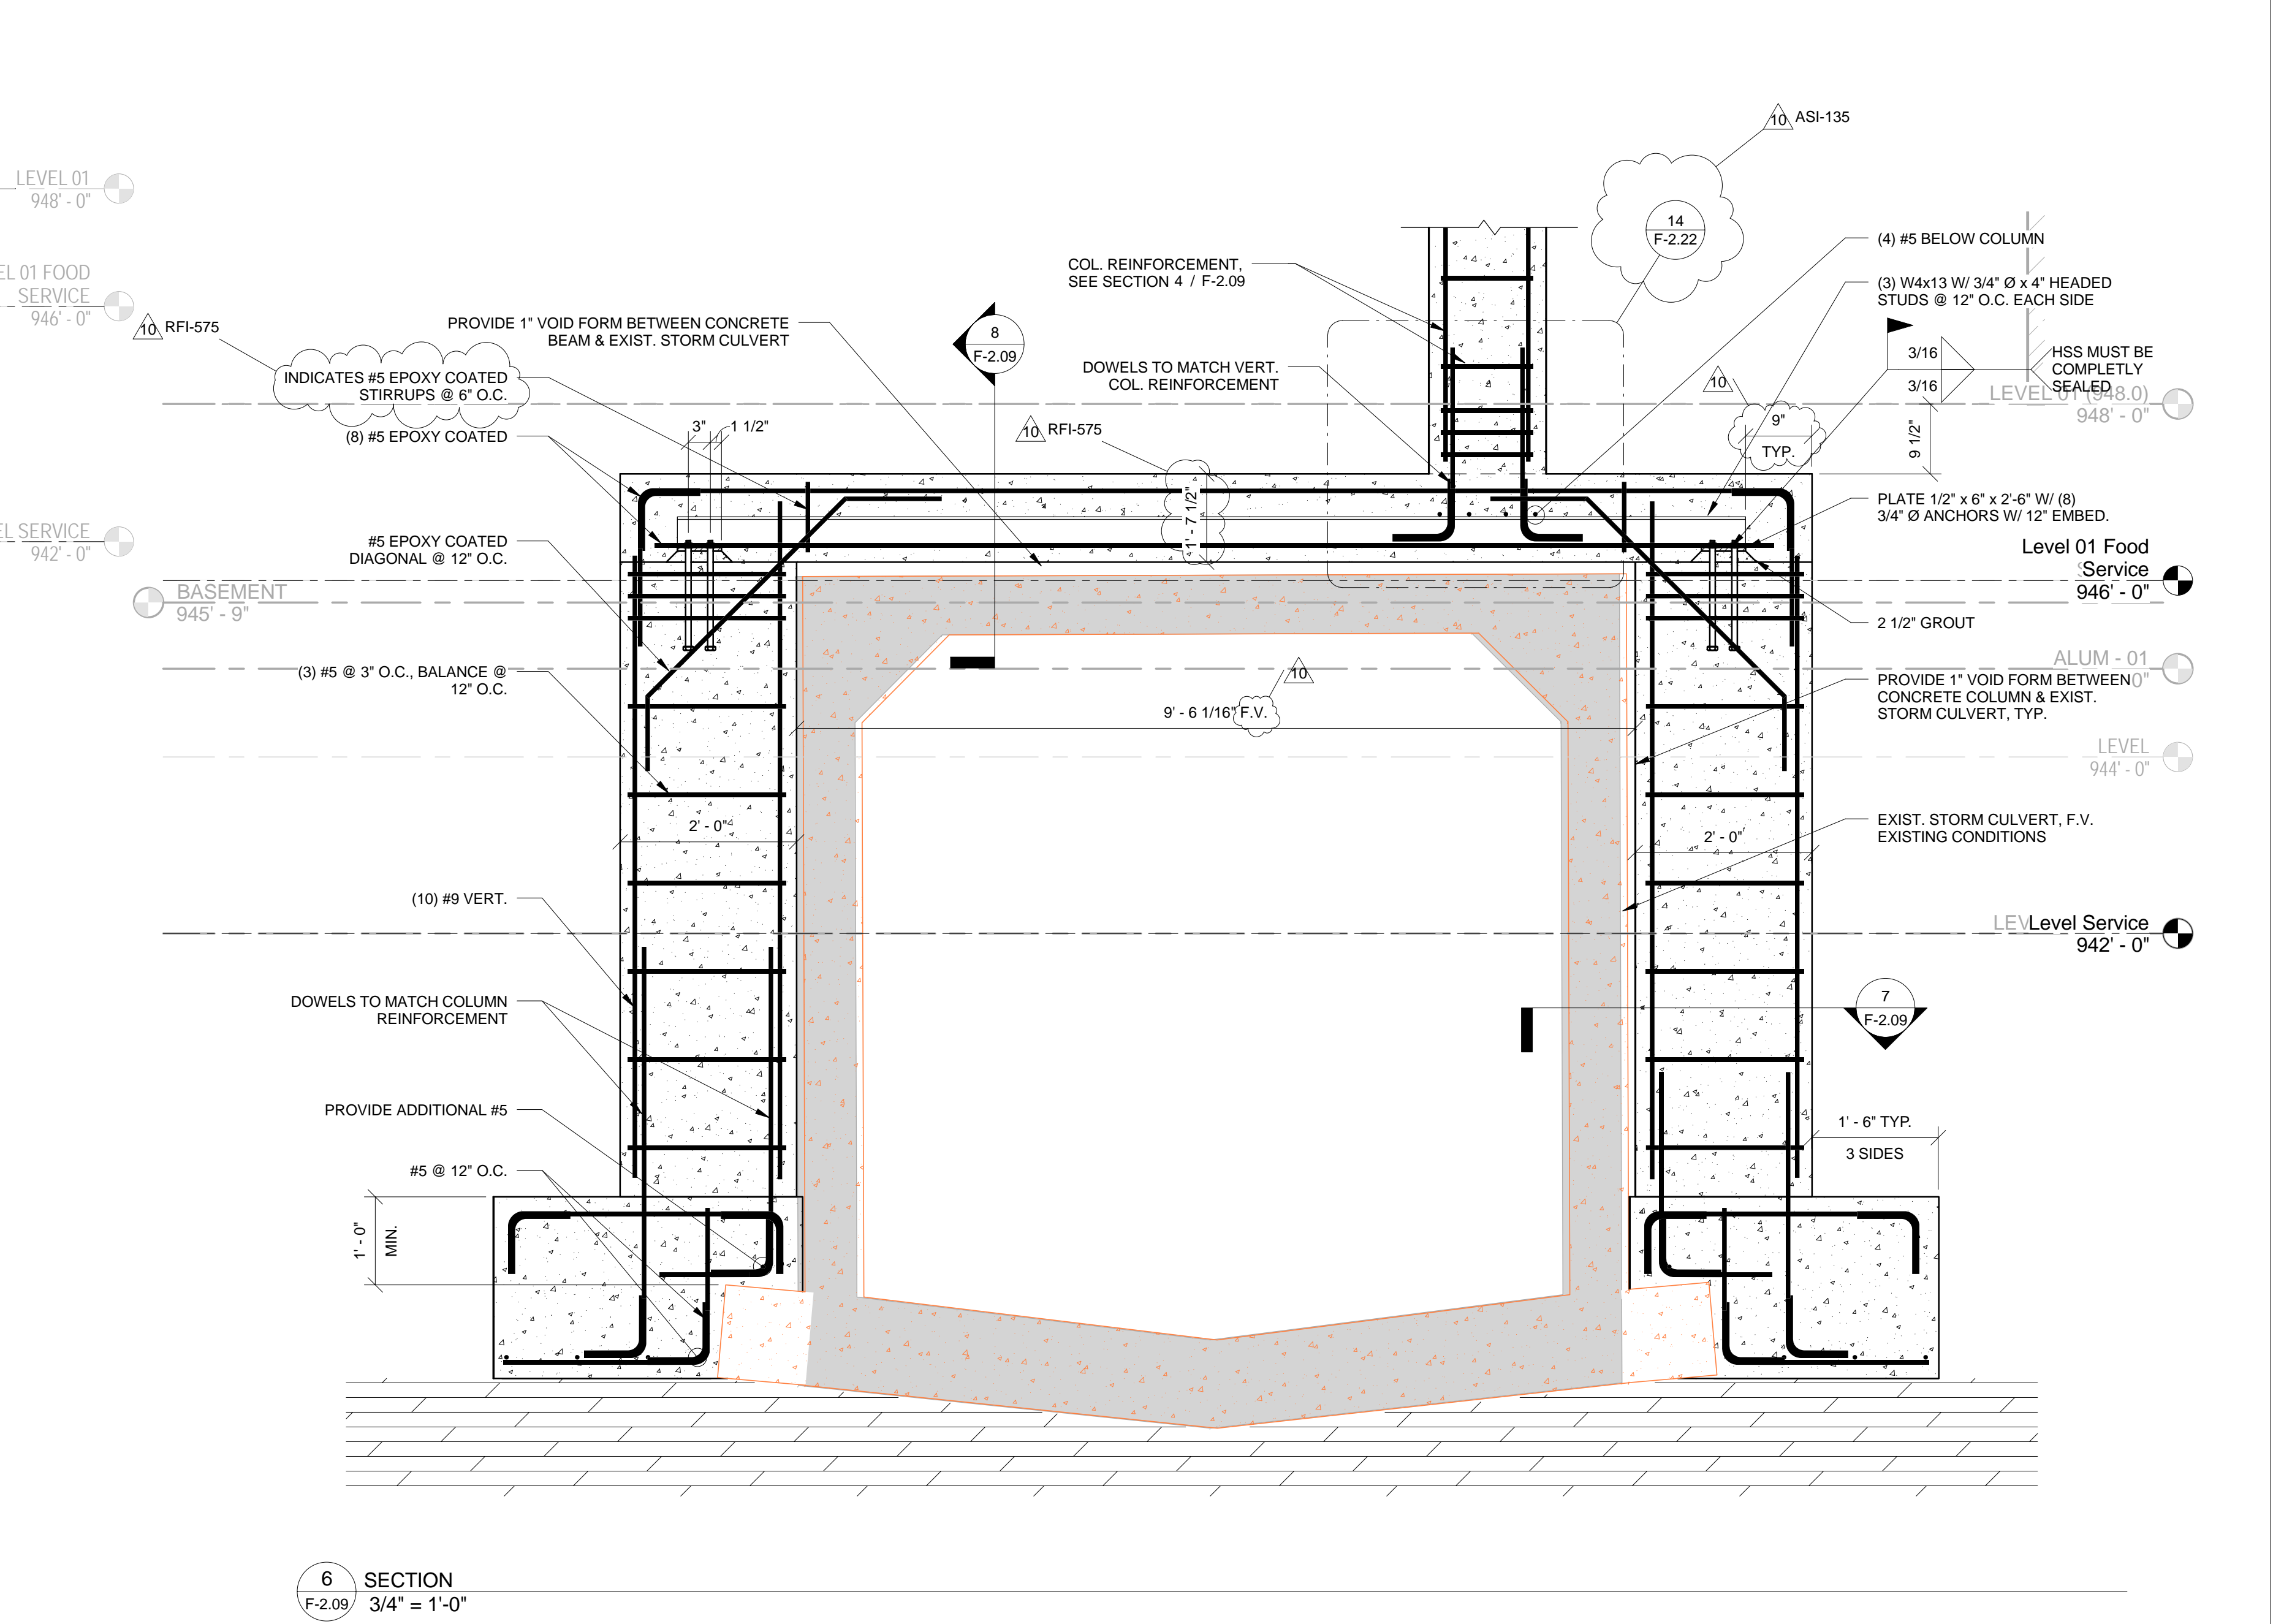 10 ASI-135
LEVEL 01
948' - 0"
14
F-2.22
(4) #5 BELOW COLUMN
COL. REINFORCEMENT,
SEE SECTION 4 / F-2.09
EL 01 FOOD
SERVICE
946' - 0"
(3) W4x13 W/ 3/4" Ø x 4" HEADED
STUDS @ 12" O.C. EACH SIDE
10 RFI-575
PROVIDE 1" VOID FORM BETWEEN CONCRETE
BEAM & EXIST. STORM CULVERT
8
F-2.09
3/16
3/16
HSS MUST BE
COMPLETLY
SEALED
DOWELS TO MATCH VERT.
COL. REINFORCEMENT
INDICATES #5 EPOXY COATED
STIRRUPS @ 6" O.C.
10
LEVEL 01 (948.0)
948' - 0"
(8) #5 EPOXY COATED
3"
1 1/2"
10 RFI-575
9"
TYP.
9 1/2"
1' - 7 1/2"
PLATE 1/2" x 6" x 2'-6" W/ (8)
3/4" Ø ANCHORS W/ 12" EMBED.
EL SERVICE
942' - 0"
#5 EPOXY COATED
DIAGONAL @ 12" O.C.
Level 01 Food
Service
946' - 0"
BASEMENT
945' - 9"
2 1/2" GROUT
(3) #5 @ 3" O.C., BALANCE @
12" O.C.
10
ALUM - 01
0"
PROVIDE 1" VOID FORM BETWEEN
CONCRETE COLUMN & EXIST.
STORM CULVERT, TYP.
9' - 6 1/16" F.V.
LEVEL
944' - 0"
2' - 0"
2' - 0"
EXIST. STORM CULVERT, F.V.
EXISTING CONDITIONS
(10) #9 VERT.
LEV
Level Service
942' - 0"
DOWELS TO MATCH COLUMN
REINFORCEMENT
7
F-2.09
PROVIDE ADDITIONAL #5
1' - 6" TYP.
3 SIDES
#5 @ 12" O.C.
1' - 0"
MIN.
6
F-2.09
SECTION
3/4" = 1'-0"